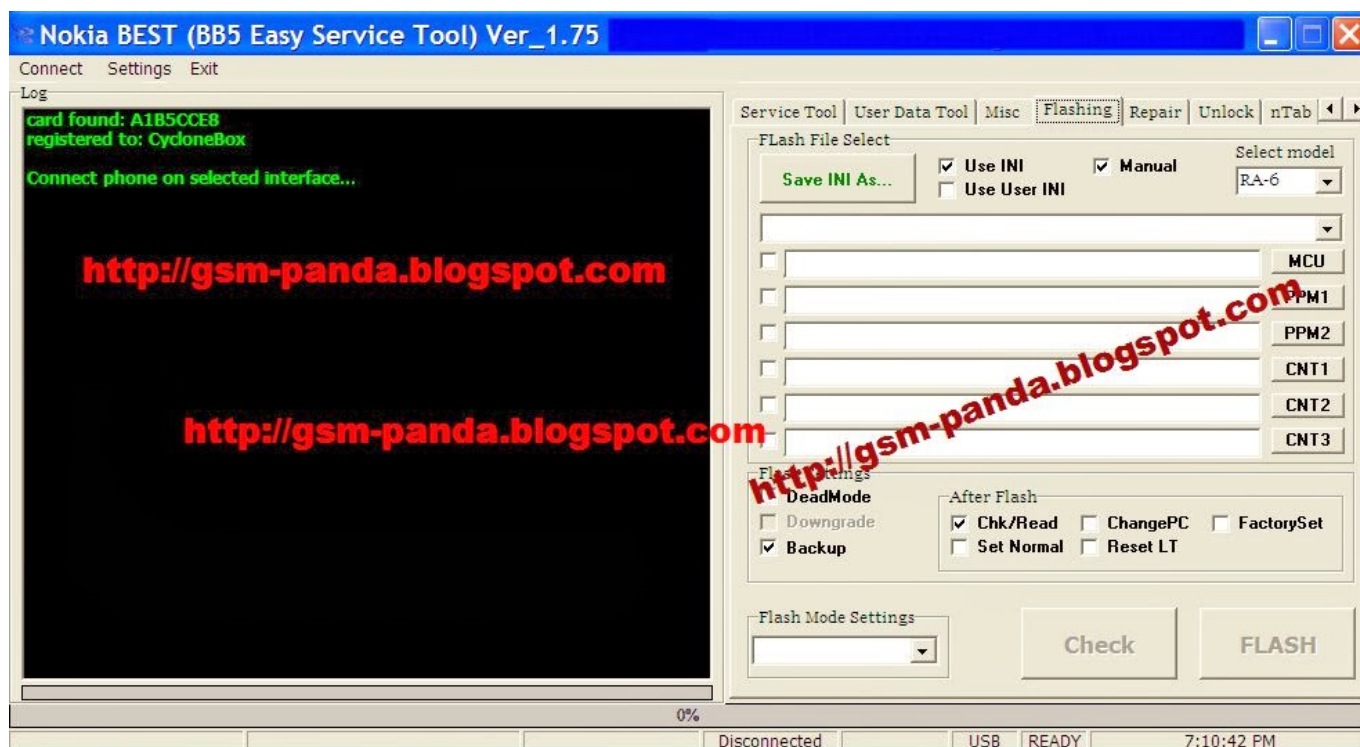 Nokia BEST (BB5 Easy Service Tool) Ver_1.75
Connect Settings Exit
Log
card found: A1B5CCE8
registered to: CycloneBox
Connect phone on selected interface...
http://gsm-panda.blogspot.com
http://gsm-panda.blogspot.com
Service Tool User Data Tool Misc Flashing Repair Unlock nTab
FLash File Select
Save INI As...
Use INI
Use User INI
Manual
Select model
RA-6
MCU
PPM1
PPM2
CNT1
CNT2
CNT3
http://gsm-panda.blogspot.com
DeadMode
Downgrade
Backup
After Flash
Chk/Read ChangePC FactorySet
Set Normal Reset LT
Flash Mode Settings
Check FLASH
0%
Disconnected USB READY 7:10:42 PM